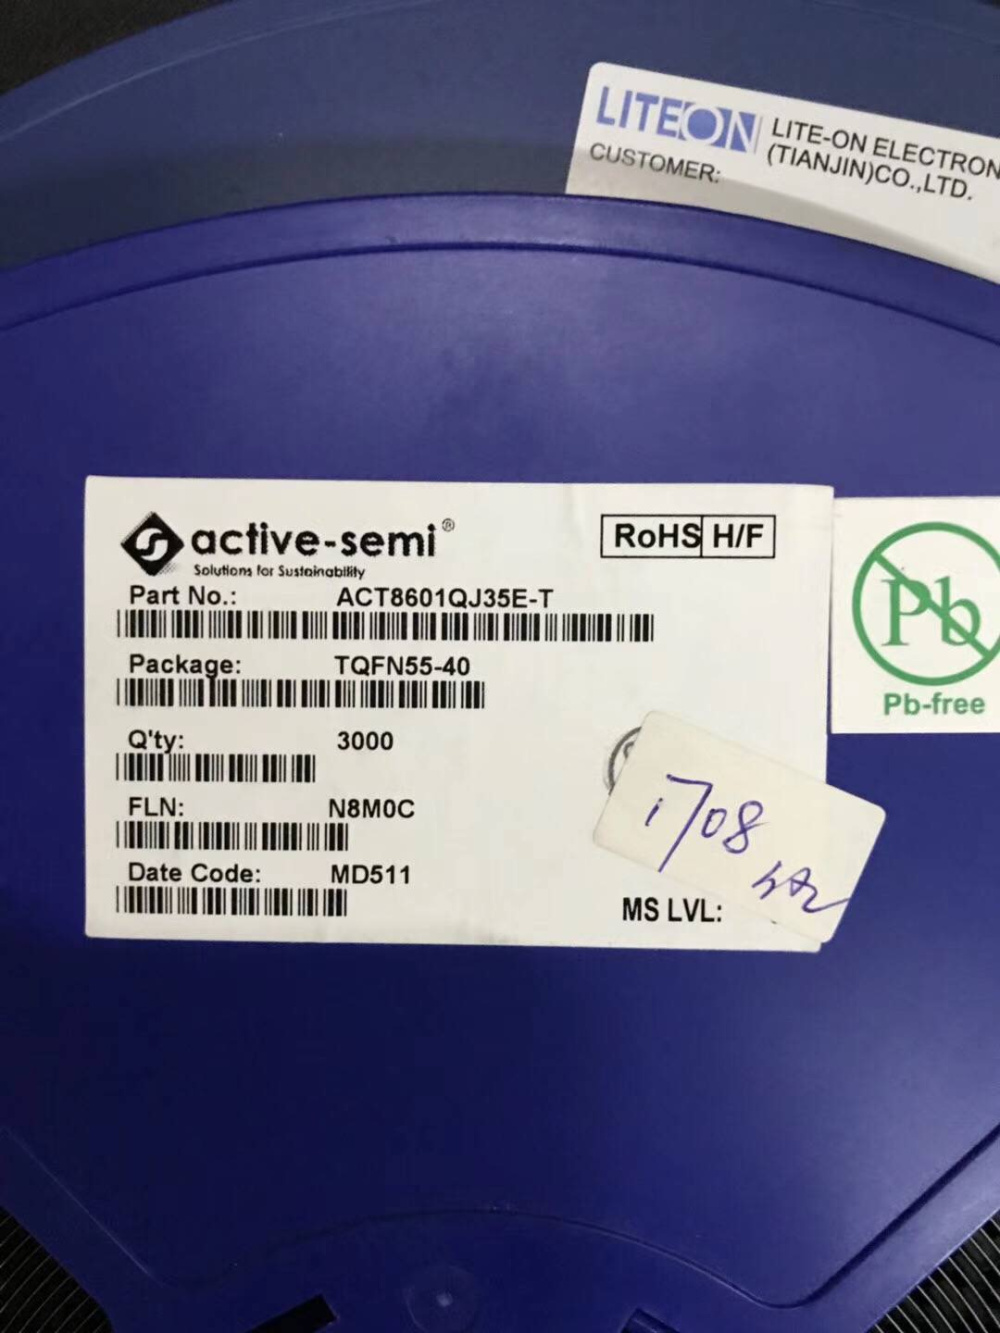 LITEON
LITE-ON ELECTRON
(TIANJIN)CO.,LTD.
CUSTOMER:
active-semi®
Solutions for Sustainability
RoHS H/F
Part No.: ACT8601QJ35E-T
Package: TQFN55-40
Q'ty: 3000
FLN: N8M0C
Date Code: MD511
MS LVL:
1708
Pb
Pb-free